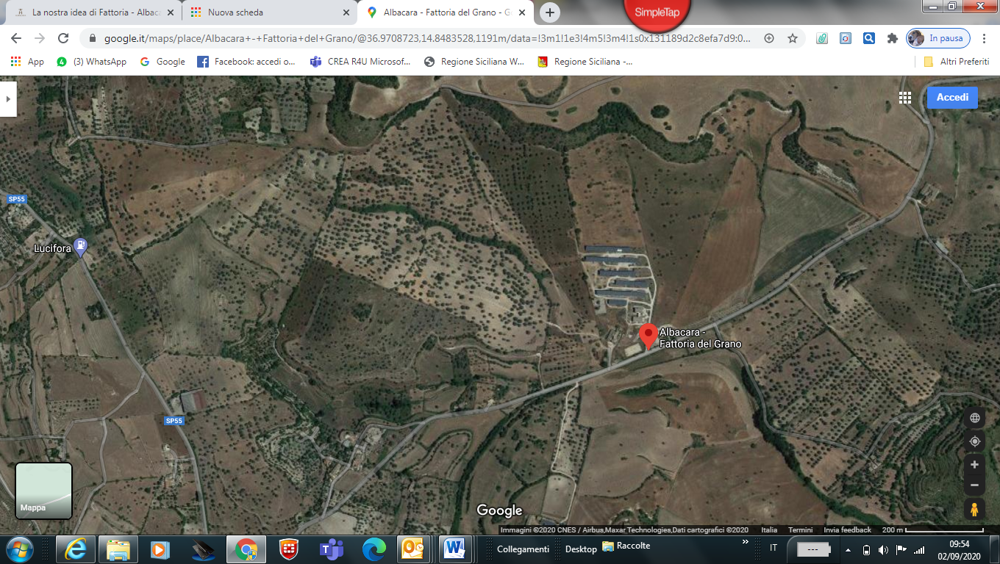 La nostra idea di Fattoria - Albac
Nuova scheda
Albacara - Fattoria del Grano - G
SimpleTap
google.it/maps/place/Albacara+-+Fattoria+del+Grano/@36.9708723,14.8483528,1191m/data=!3m1!1e3!4m5!3m4!1s0x131189d2c8efa7d9:0...
In pausa
App
(3) WhatsApp
Google
Facebook: accedi o...
CREA R4U Microsof...
Regione Siciliana W...
Regione Siciliana -...
Altri Preferiti
Accedi
SP55
Lucifora
Albacara -
Fattoria del Grano
SP55
Mappa
Google
Immagini ©2020 CNES / Airbus,Maxar Technologies,Dati cartografici ©2020
Italia
Termini
Invia feedback
200 m
Collegamenti
Desktop
Raccolte
»
IT
---
09:54
02/09/2020